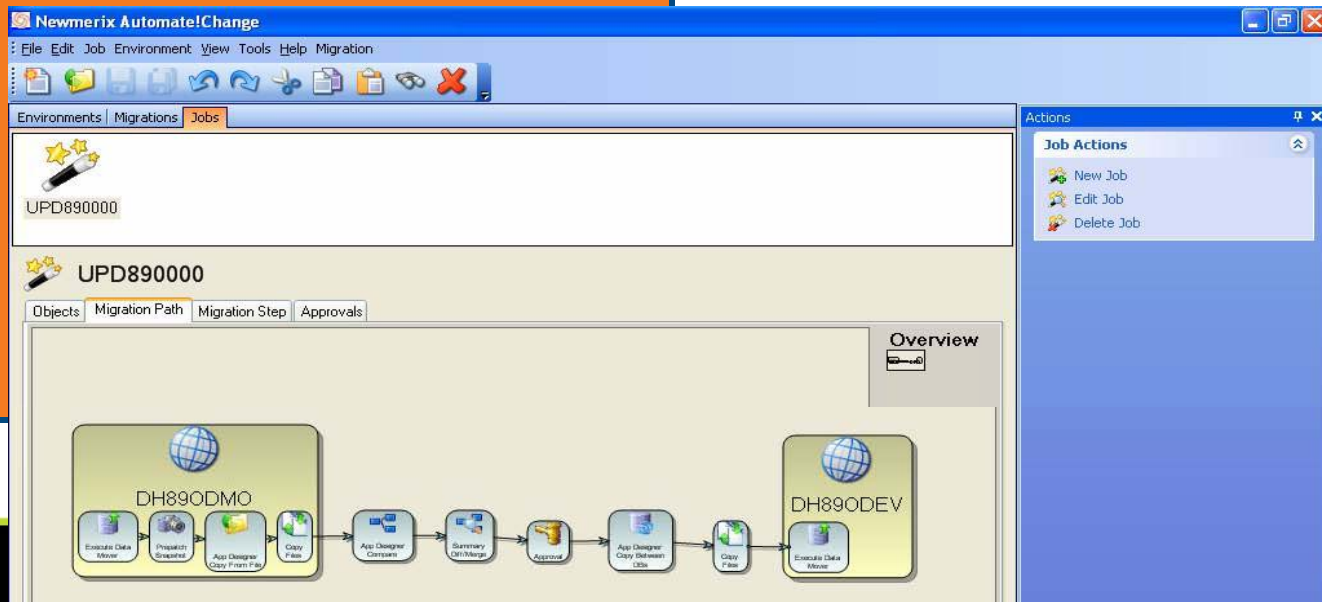 Newmerix Automate!Change
File Edit Job Environment View Tools Help Migration
Environments Migrations Jobs
UPD890000
UPD890000
Objects Migration Path Migration Step Approvals
Overview
DH89ODMO
Execute Data Mover
Prepatch Snapshot
App Designer Copy From File
Copy Files
App Designer Compare
Summary Diff/Merge
Approval
App Designer Copy Between DBs
Copy Files
DH89ODEV
Execute Data Mover
Actions
Job Actions
New Job
Edit Job
Delete Job